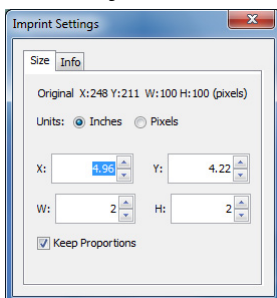 Imprint Settings
Size Info
Original X:248 Y:211 W:100 H:100 (pixels)
Units: Inches Pixels
X: 4.96 Y: 4.22
W: 2 H: 2
Keep Proportions